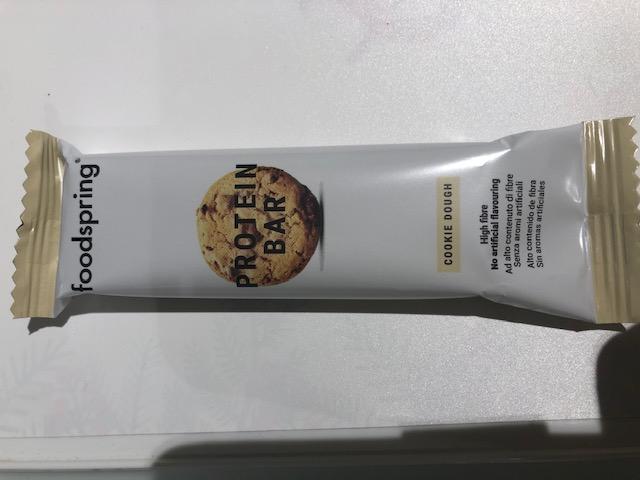 foodspring®
PROTEIN
BAR
COOKIE DOUGH
High fibre
No artificial flavouring
Ad alto contenuto di fibre
Senza aromi artificiali
Alto contenido de fibra
Sin aromas artificiales